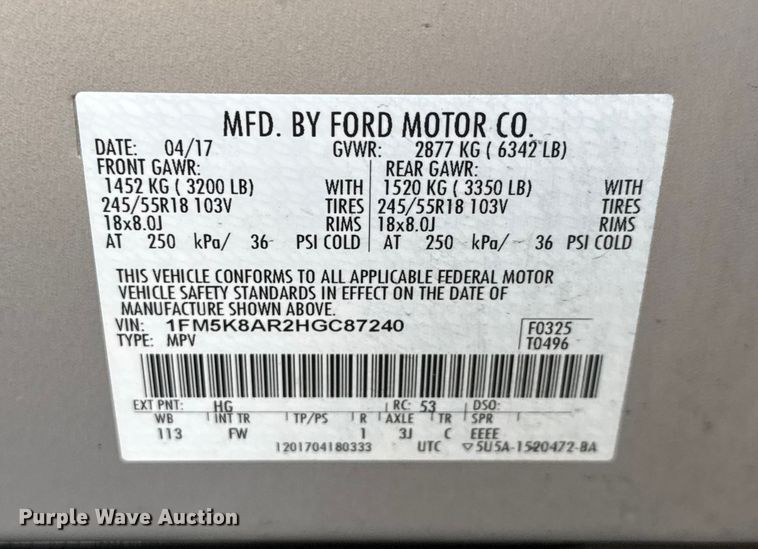 MFD. BY FORD MOTOR CO.
DATE: 04/17 GVWR: 2877 KG ( 6342 LB)
FRONT GAWR: REAR GAWR:
1452 KG ( 3200 LB) WITH 1520 KG ( 3350 LB) WITH
245/55R18 103V TIRES 245/55R18 103V TIRES
18x8.0J RIMS 18x8.0J RIMS
AT 250 kPa/ 36 PSI COLD AT 250 kPa/ 36 PSI COLD
THIS VEHICLE CONFORMS TO ALL APPLICABLE FEDERAL MOTOR
VEHICLE SAFETY STANDARDS IN EFFECT ON THE DATE OF
MANUFACTURE SHOWN ABOVE.
VIN: 1FM5K8AR2HGC87240 F0325
TYPE: MPV T0496
EXT PNT: HG RC: 53 DSO:
WB INT TR TP/PS R AXLE TR SPR
113 FW 1 3J C EEEE
1201704180333 UTC ▽5U5A-1520472-BA
Purple Wave Auction